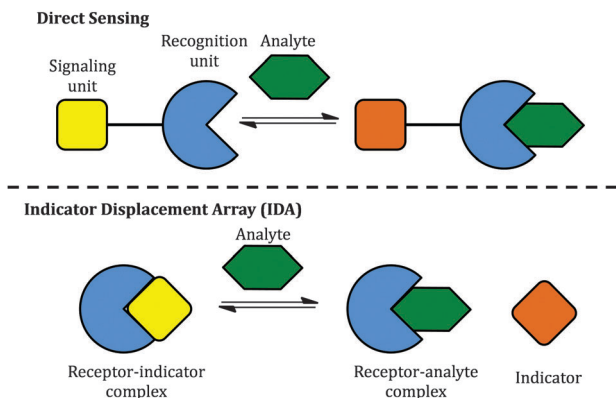 Direct Sensing
Signaling
unit
Recognition
unit
Analyte
Indicator Displacement Array (IDA)
Analyte
Receptor-indicator
complex
Receptor-analyte
complex
Indicator